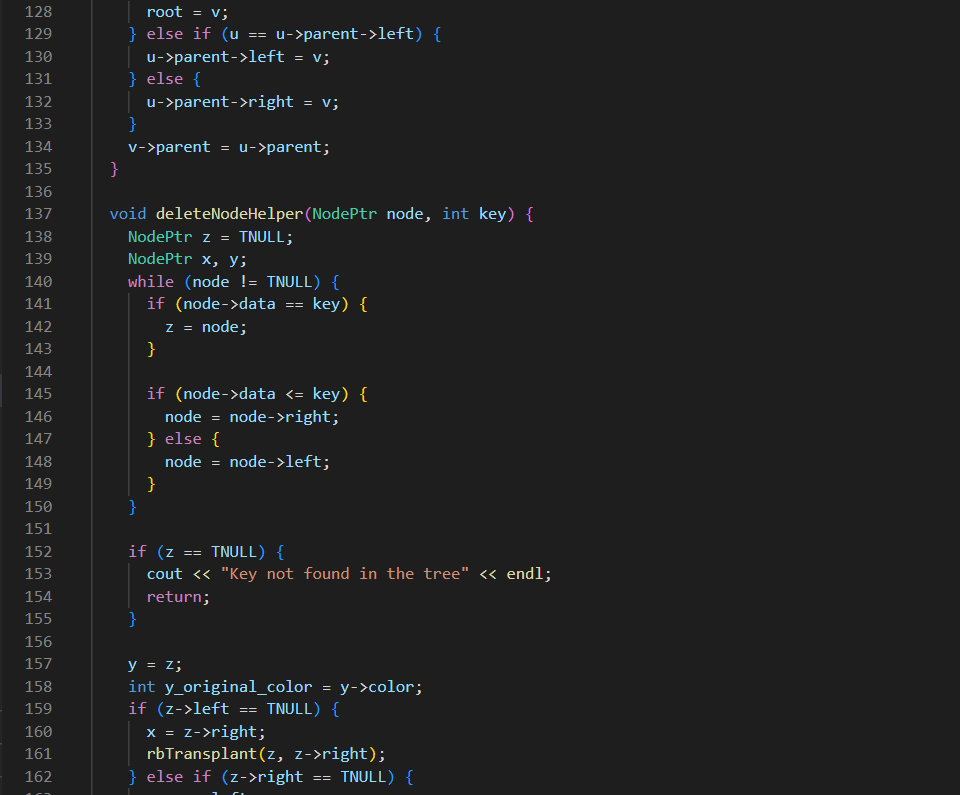 128 root = v;
129 } else if (u == u->parent->left) {
130 u->parent->left = v;
131 } else {
132 u->parent->right = v;
133 }
134 v->parent = u->parent;
135 }
136
137 void deleteNodeHelper(NodePtr node, int key) {
138 NodePtr z = TNULL;
139 NodePtr x, y;
140 while (node != TNULL) {
141 if (node->data == key) {
142 z = node;
143 }
144
145 if (node->data <= key) {
146 node = node->right;
147 } else {
148 node = node->left;
149 }
150 }
151
152 if (z == TNULL) {
153 cout << "Key not found in the tree" << endl;
154 return;
155 }
156
157 y = z;
158 int y_original_color = y->color;
159 if (z->left == TNULL) {
160 x = z->right;
161 rbTransplant(z, z->right);
162 } else if (z->right == TNULL) {